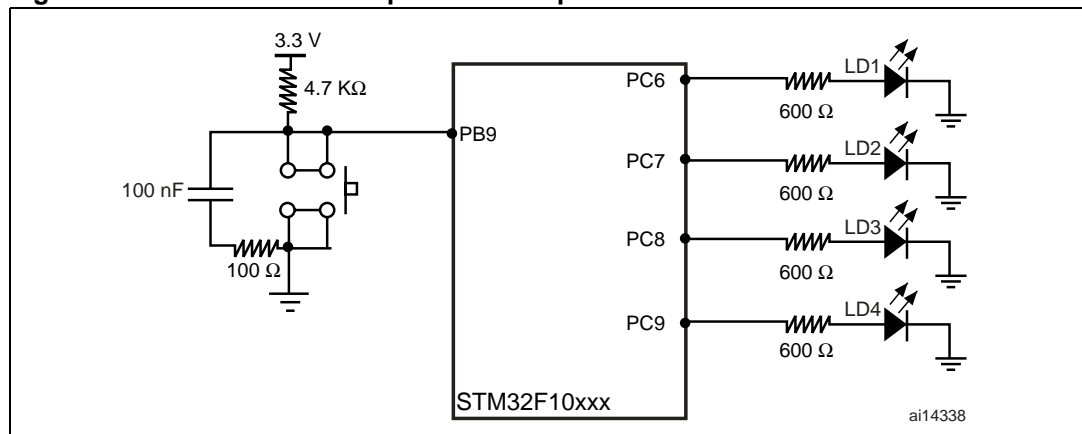 3.3 V
4.7 KΩ
PB9
100 nF
100 Ω
PC6
PC7
PC8
PC9
STM32F10xxx
LD1
600 Ω
LD2
600 Ω
LD3
600 Ω
LD4
600 Ω
ai14338